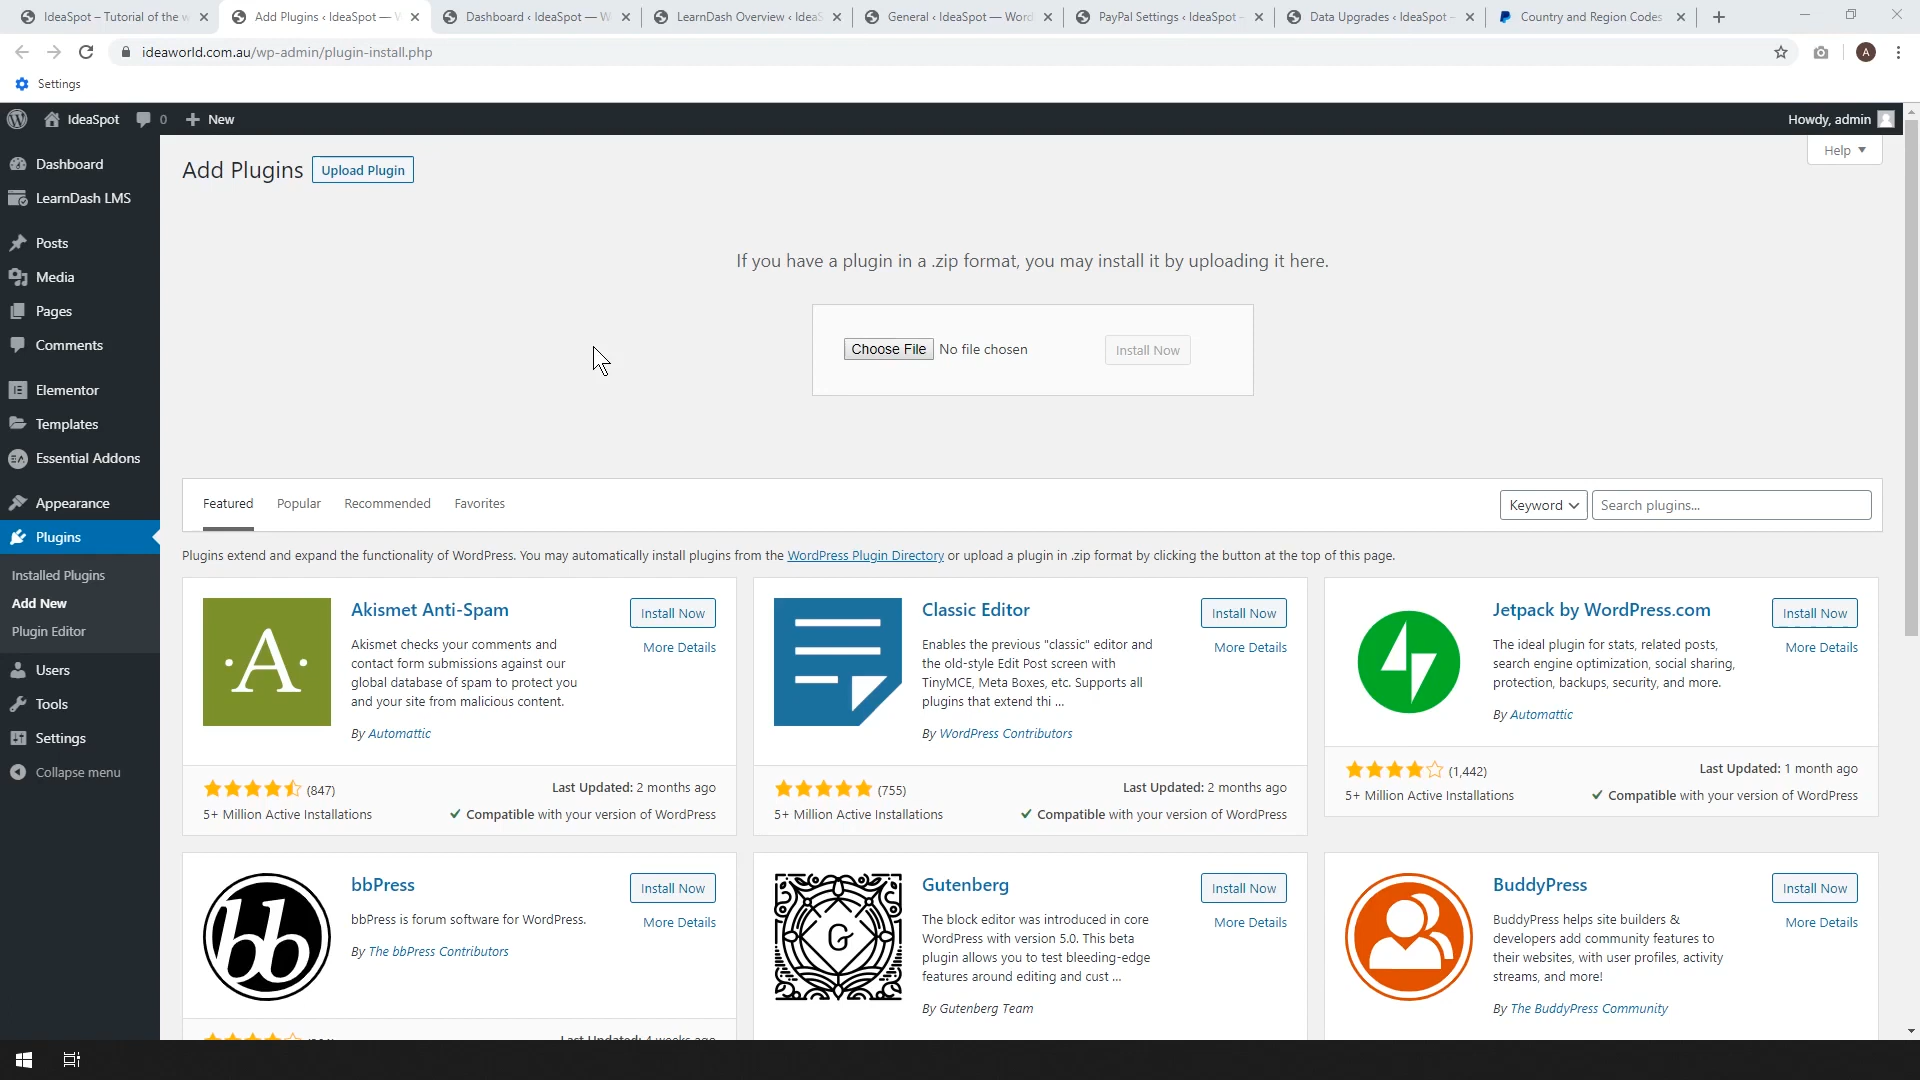 IdeaSpot – Tutorial of the w
Add Plugins ‹ IdeaSpot — W
Dashboard ‹ IdeaSpot — W
LearnDash Overview ‹ IdeaS
General ‹ IdeaSpot — Word
PayPal Settings ‹ IdeaSpot –
Data Upgrades ‹ IdeaSpot –
Country and Region Codes
ideaworld.com.au/wp-admin/plugin-install.php
A
Settings
IdeaSpot
0
New
Howdy, admin
Dashboard
LearnDash LMS
Posts
Media
Pages
Comments
Elementor
Templates
Essential Addons
Appearance
Plugins
Installed Plugins
Add New
Plugin Editor
Users
Tools
Settings
Collapse menu
Add Plugins
Upload Plugin
Help
If you have a plugin in a .zip format, you may install it by uploading it here.
Choose File No file chosen
Install Now
Featured
Popular
Recommended
Favorites
Keyword
Search plugins...
Plugins extend and expand the functionality of WordPress. You may automatically install plugins from the WordPress Plugin Directory or upload a plugin in .zip format by clicking the button at the top of this page.
·A·
Akismet Anti-Spam
Install Now
More Details
Akismet checks your comments and
contact form submissions against our
global database of spam to protect you
and your site from malicious content.
By Automattic
(847)
Last Updated: 2 months ago
5+ Million Active Installations
Compatible with your version of WordPress
Classic Editor
Install Now
More Details
Enables the previous "classic" editor and
the old-style Edit Post screen with
TinyMCE, Meta Boxes, etc. Supports all
plugins that extend thi ...
By WordPress Contributors
(755)
Last Updated: 2 months ago
5+ Million Active Installations
Compatible with your version of WordPress
Jetpack by WordPress.com
Install Now
More Details
The ideal plugin for stats, related posts,
search engine optimization, social sharing,
protection, backups, security, and more.
By Automattic
(1,442)
Last Updated: 1 month ago
5+ Million Active Installations
Compatible with your version of WordPress
bb
bbPress
Install Now
More Details
bbPress is forum software for WordPress.
By The bbPress Contributors
Last Updated: 4 weeks ago
G
Gutenberg
Install Now
More Details
The block editor was introduced in core
WordPress with version 5.0. This beta
plugin allows you to test bleeding-edge
features around editing and cust ...
By Gutenberg Team
BuddyPress
Install Now
More Details
BuddyPress helps site builders &
developers add community features to
their websites, with user profiles, activity
streams, and more!
By The BuddyPress Community